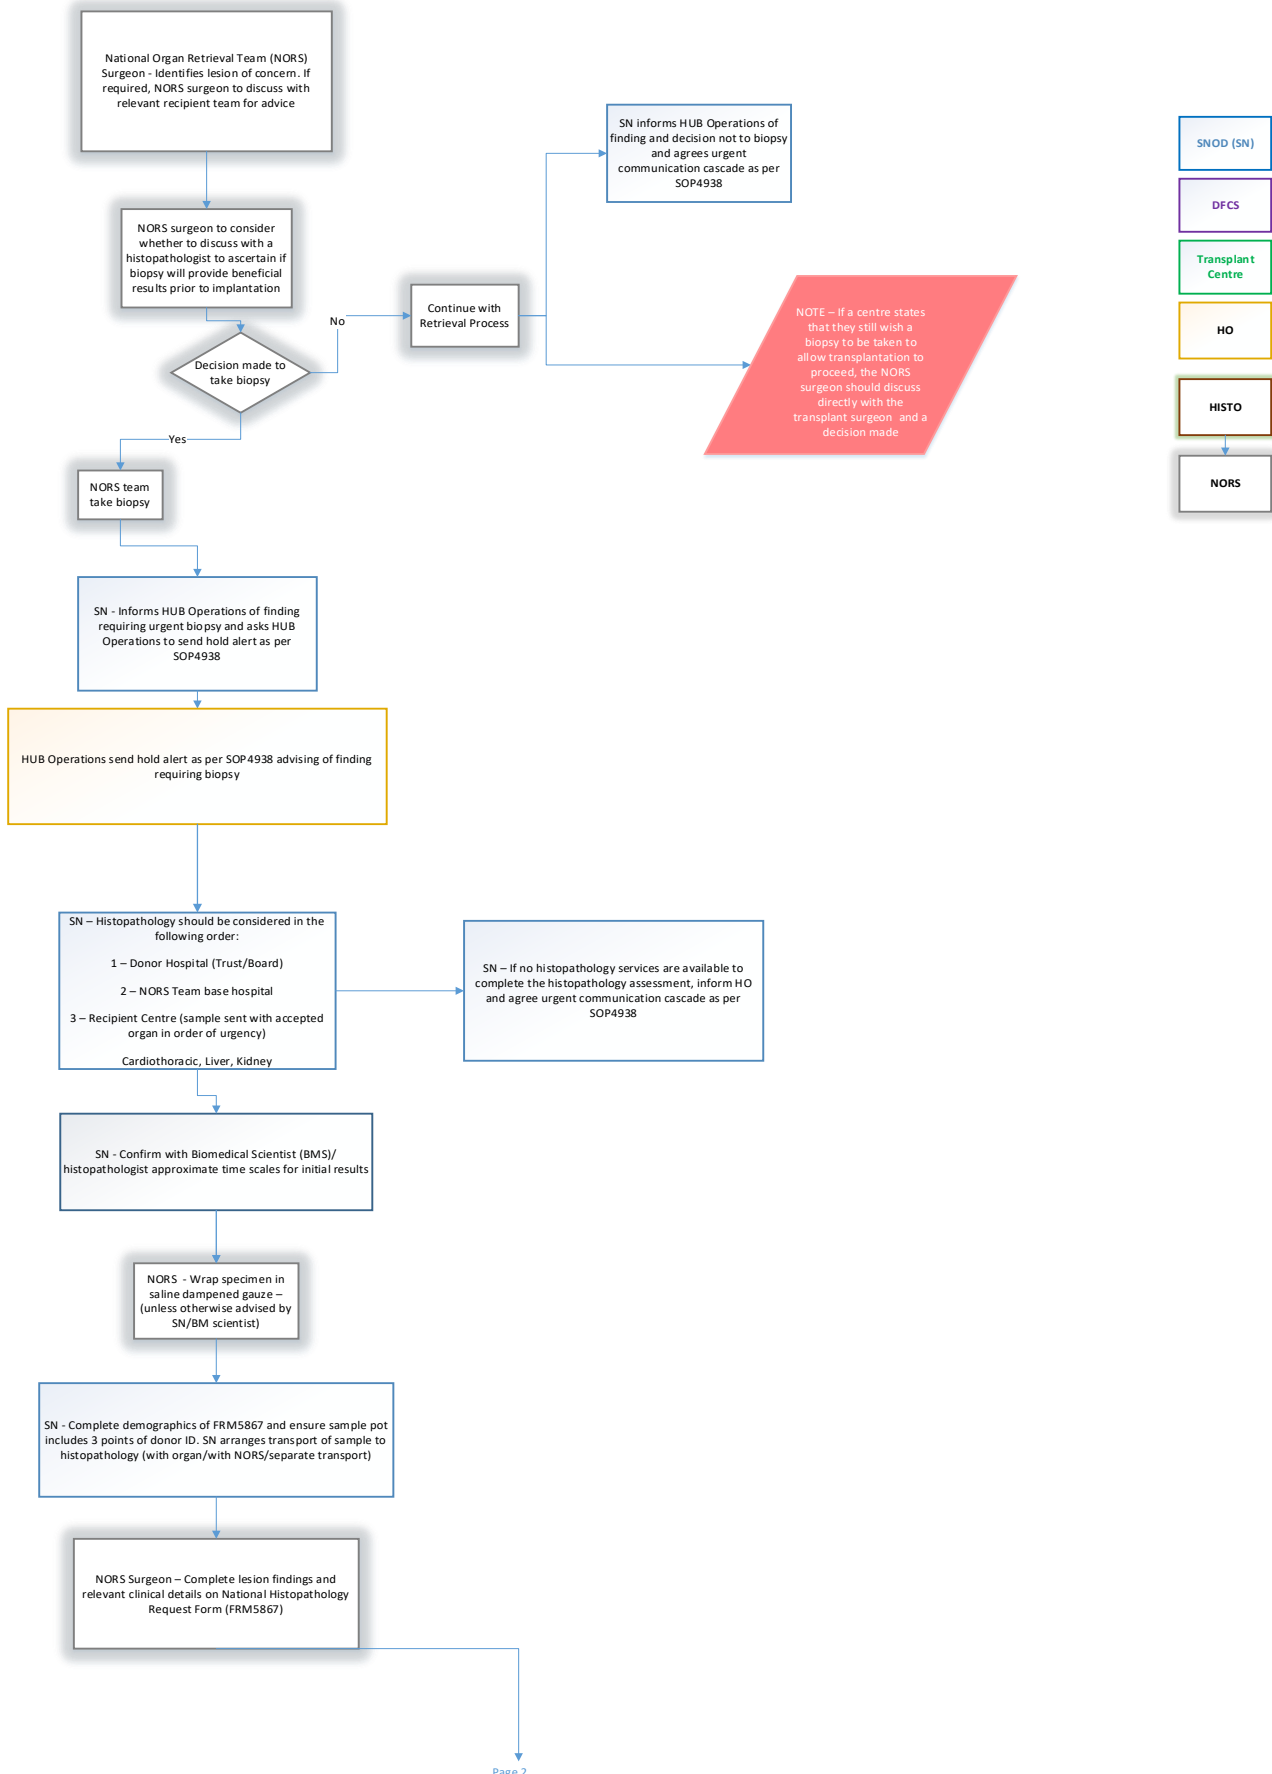 National Organ Retrieval Team (NORS)
Surgeon - Identifies lesion of concern. If
required, NORS surgeon to discuss with
relevant recipient team for advice
SN informs HUB Operations of
finding and decision not to biopsy
and agrees urgent
communication cascade as per
SOP4938
SNOD (SN)
DFCS
Transplant
Centre
HO
HISTO
NORS
NORS surgeon to consider
whether to discuss with a
histopathologist to ascertain if
biopsy will provide beneficial
results prior to implantation
Continue with
Retrieval Process
No
NOTE – If a centre states
that they still wish a
biopsy to be taken to
allow transplantation to
proceed, the NORS
surgeon should discuss
directly with the
transplant surgeon and a
decision made
Decision made to
take biopsy
Yes
NORS team
take biopsy
SN - Informs HUB Operations of finding
requiring urgent biopsy and asks HUB
Operations to send hold alert as per
SOP4938
HUB Operations send hold alert as per SOP4938 advising of finding
requiring biopsy
SN – Histopathology should be considered in the
following order:
1 – Donor Hospital (Trust/Board)
2 – NORS Team base hospital
3 – Recipient Centre (sample sent with accepted
organ in order of urgency)
Cardiothoracic, Liver, Kidney
SN – If no histopathology services are available to
complete the histopathology assessment, inform HO
and agree urgent communication cascade as per
SOP4938
SN - Confirm with Biomedical Scientist (BMS)/
histopathologist approximate time scales for initial results
NORS - Wrap specimen in
saline dampened gauze –
(unless otherwise advised by
SN/BM scientist)
SN - Complete demographics of FRM5867 and ensure sample pot
includes 3 points of donor ID. SN arranges transport of sample to
histopathology (with organ/with NORS/separate transport)
NORS Surgeon – Complete lesion findings and
relevant clinical details on National Histopathology
Request Form (FRM5867)
Page 2